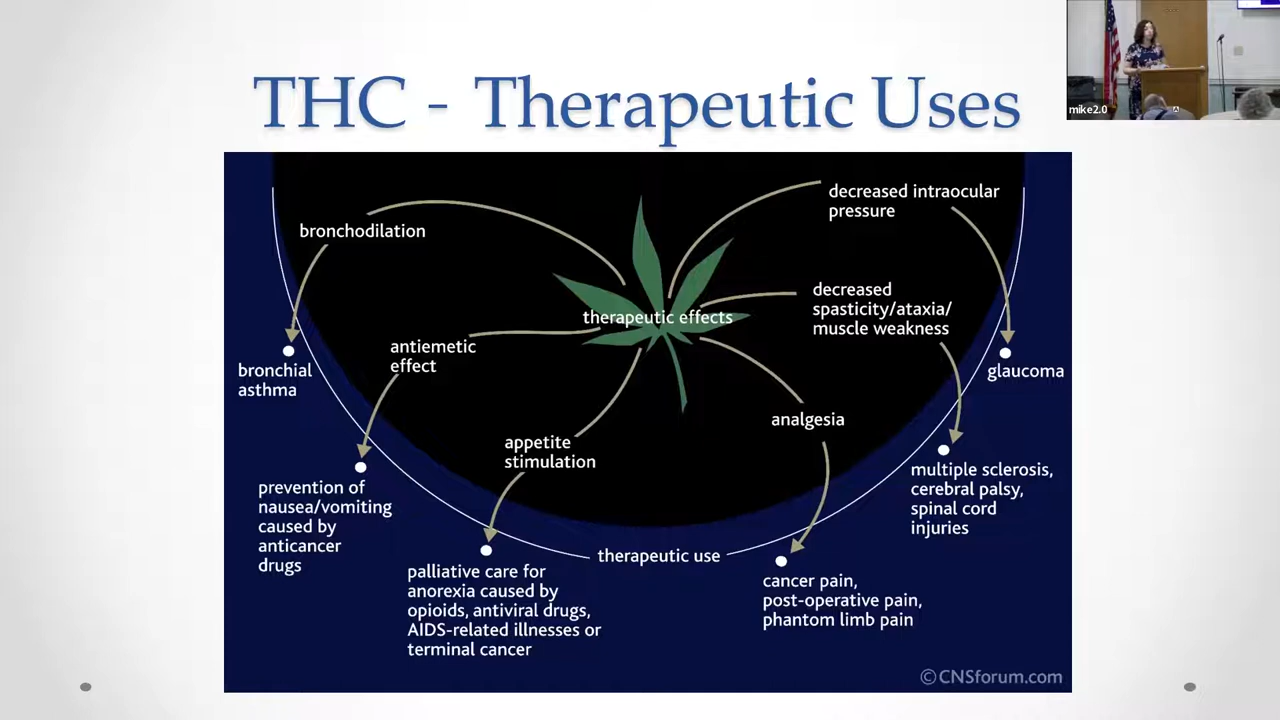 THC - Therapeutic Uses
mike2.0
decreased intraocular
pressure
bronchodilation
decreased
spasticity/ataxia/
muscle weakness
therapeutic effects
antiemetic
effect
bronchial
asthma
glaucoma
analgesia
appetite
stimulation
multiple sclerosis,
cerebral palsy,
spinal cord
injuries
prevention of
nausea/vomiting
caused by
anticancer
drugs
therapeutic use
palliative care for
anorexia caused by
opioids, antiviral drugs,
AIDS-related illnesses or
terminal cancer
cancer pain,
post-operative pain,
phantom limb pain
©CNSforum.com